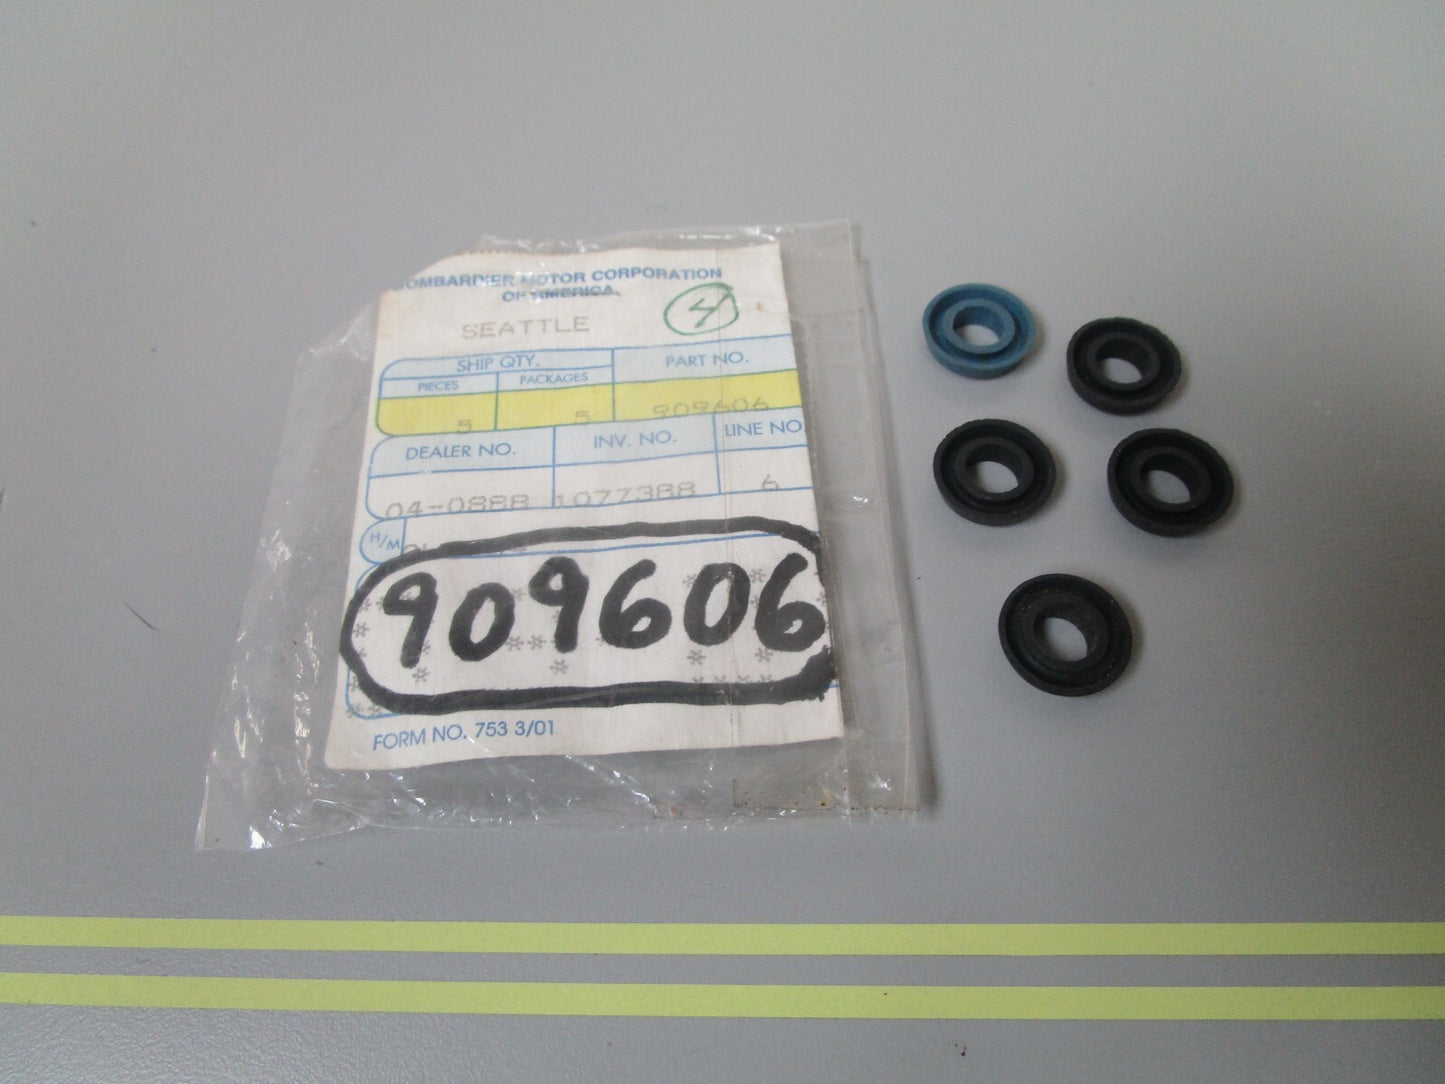 BOMBARDIER MOTOR CORPORATION
OF AMERICA
SEATTLE
4
SHIP QTY. PART NO.
PIECES PACKAGES
5 5 909606
DEALER NO. INV. NO. LINE NO
04-0888 1077388 6
H/M
909606
FORM NO. 753 3/01